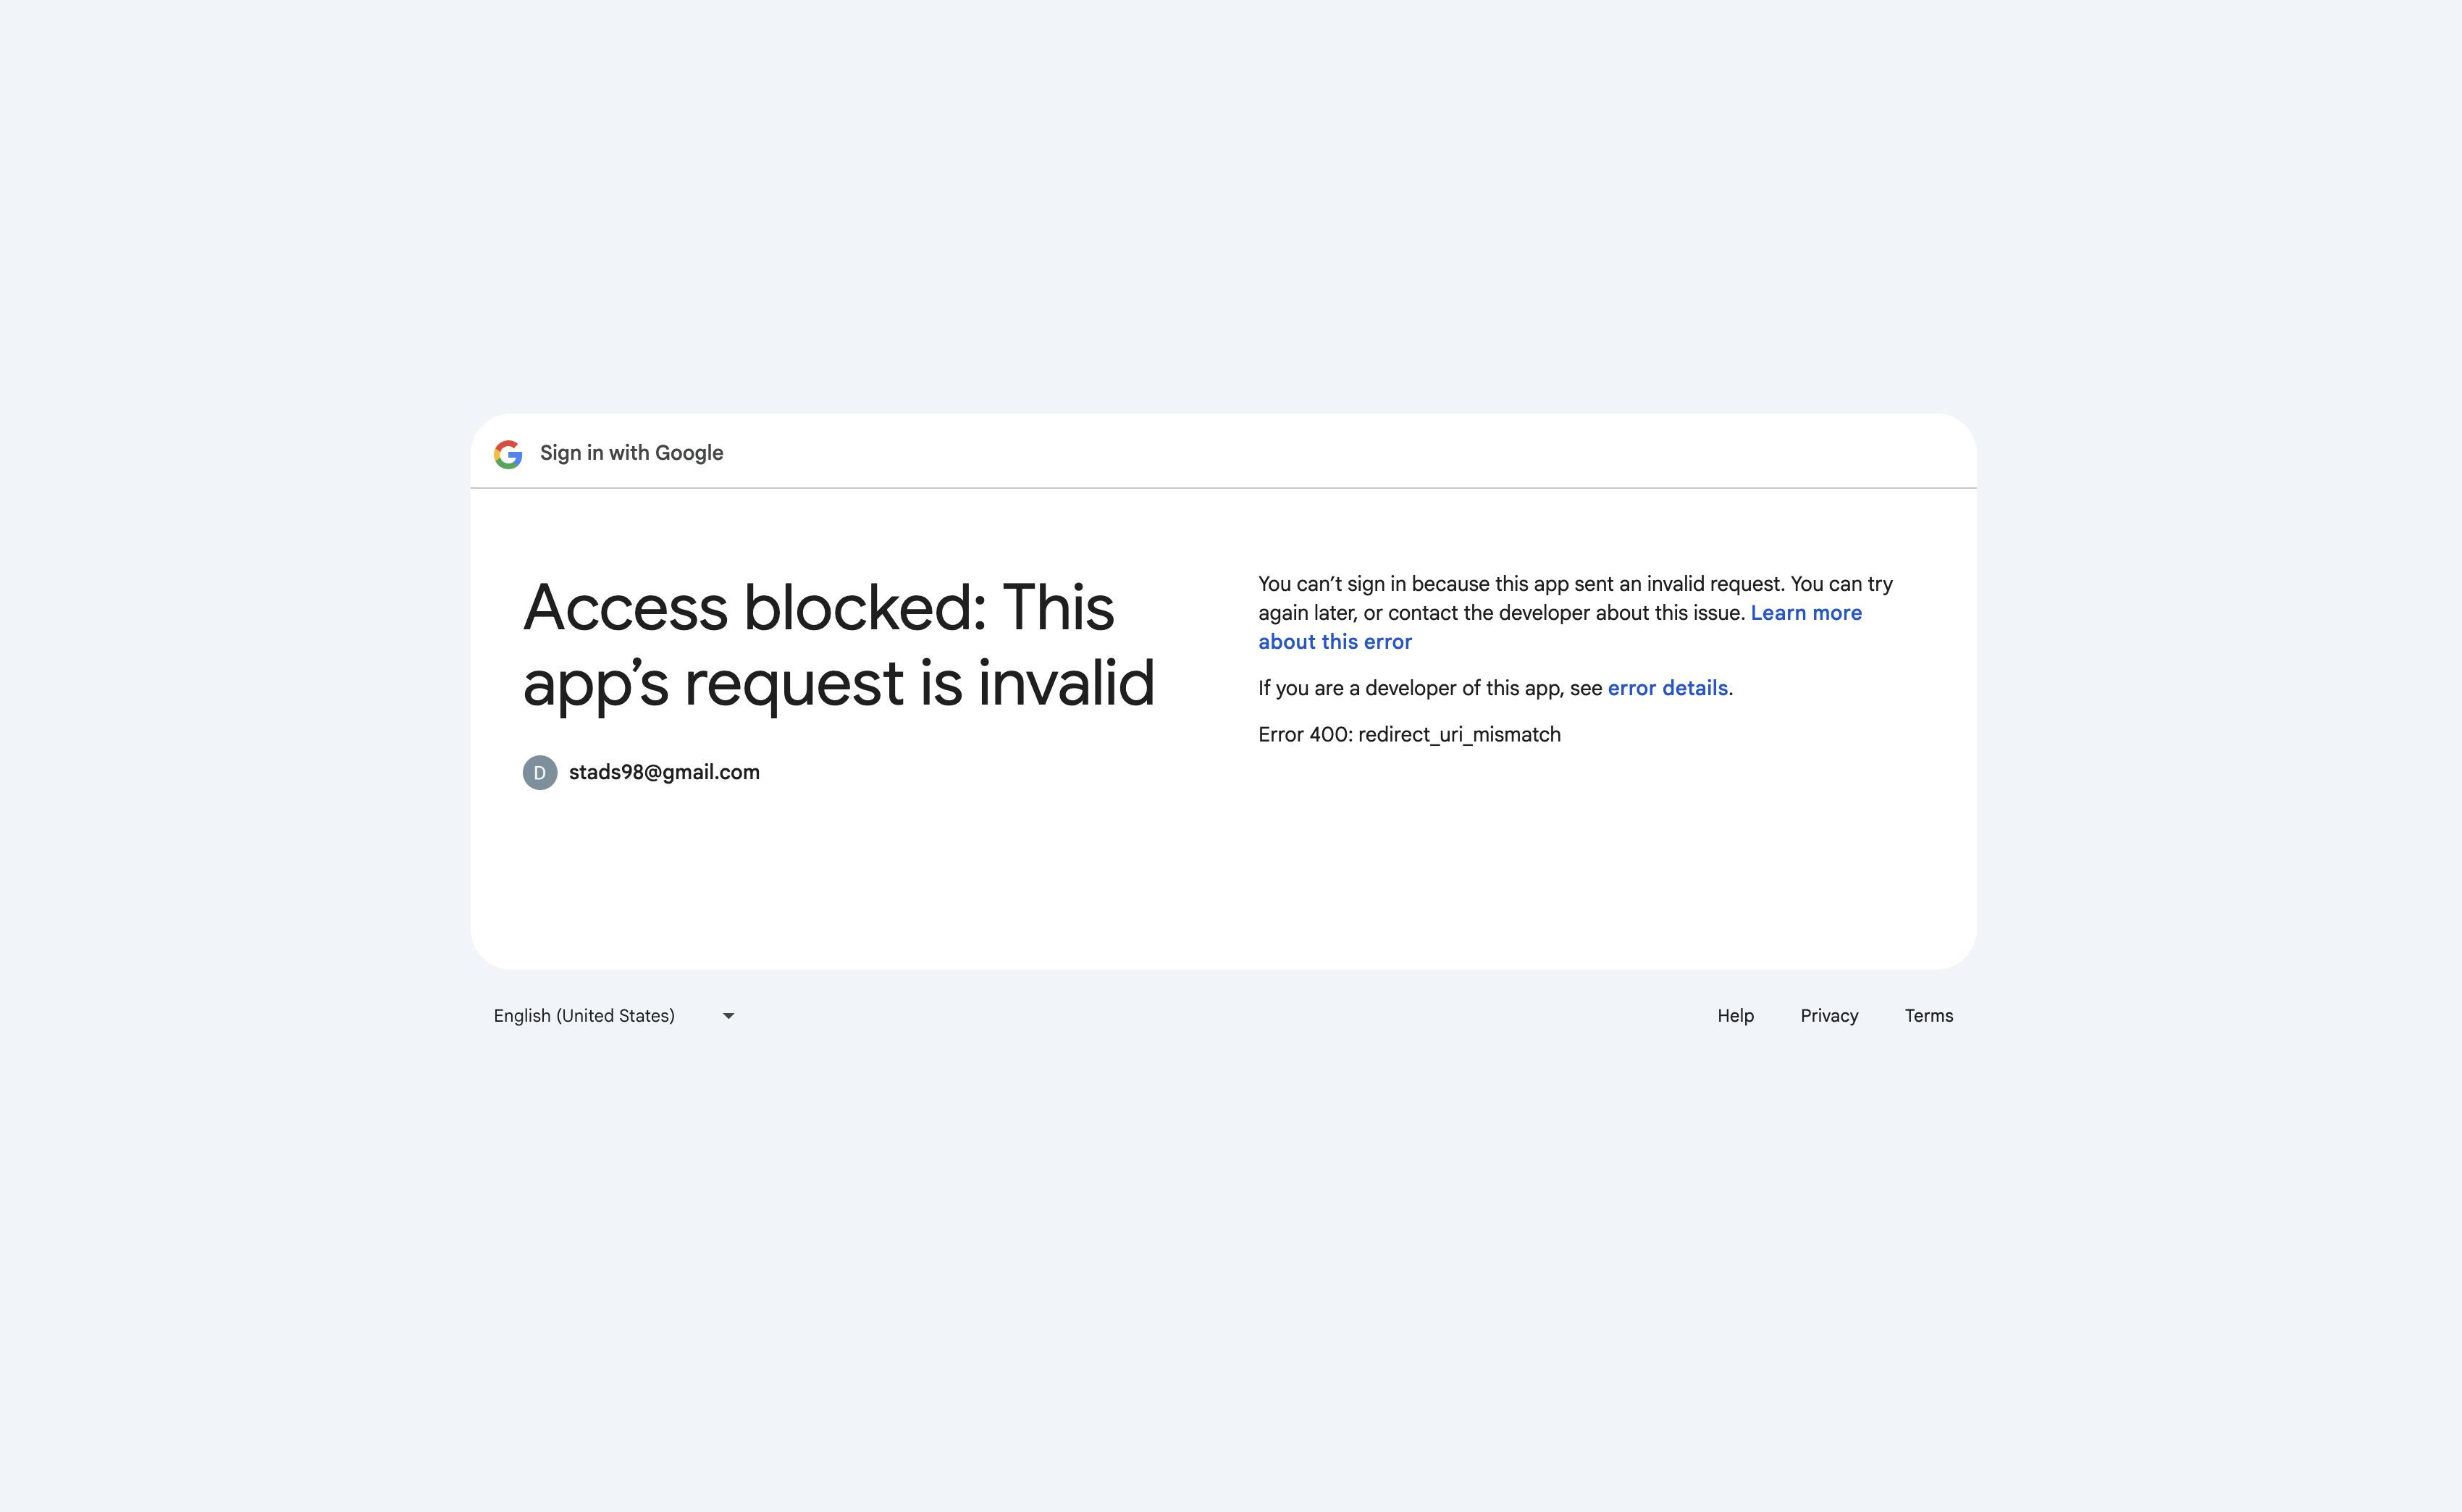 Sign in with Google
Access blocked: This
app’s request is invalid
D stads98@gmail.com
You can’t sign in because this app sent an invalid request. You can try
again later, or contact the developer about this issue. Learn more
about this error
If you are a developer of this app, see error details.
Error 400: redirect_uri_mismatch
English (United States)
Help Privacy Terms